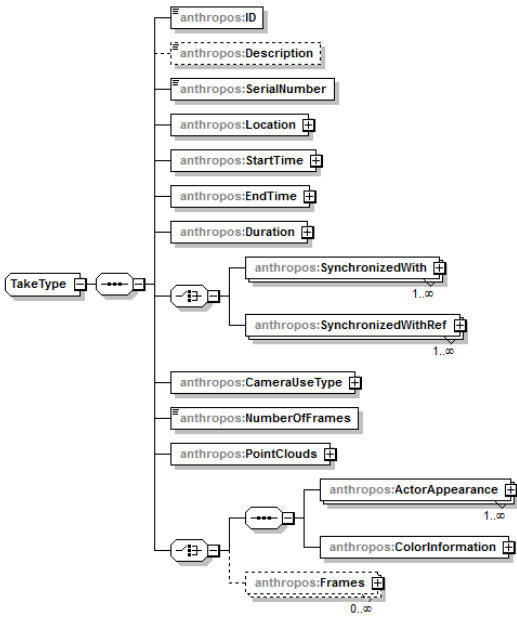 anthropos:ID
anthropos:Description
anthropos:SerialNumber
anthropos:Location
anthropos:StartTime
anthropos:EndTime
anthropos:Duration
TakeType
anthropos:SynchronizedWith
1..∞
anthropos:SynchronizedWithRef
1..∞
anthropos:CameraUseType
anthropos:NumberOfFrames
anthropos:PointClouds
anthropos:ActorAppearance
1..∞
anthropos:ColorInformation
anthropos:Frames
0..∞